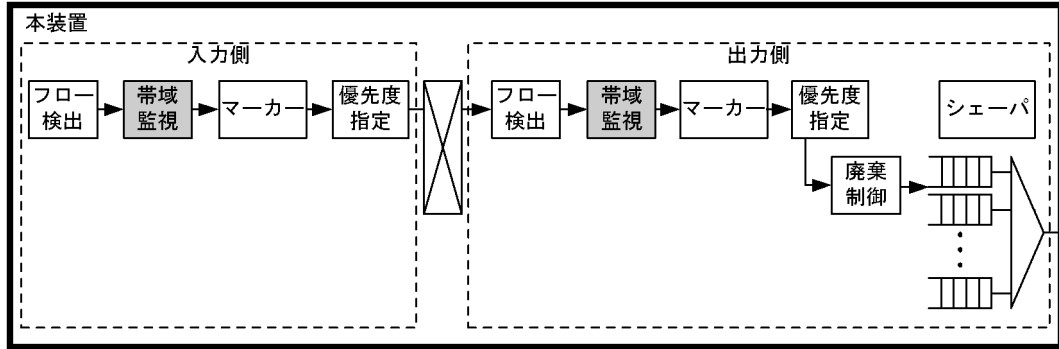 本装置
入力側
フロー
検出
帯域
監視
マーカー
優先度
指定
出力側
フロー
検出
帯域
監視
マーカー
優先度
指定
シェーパ
廃棄
制御